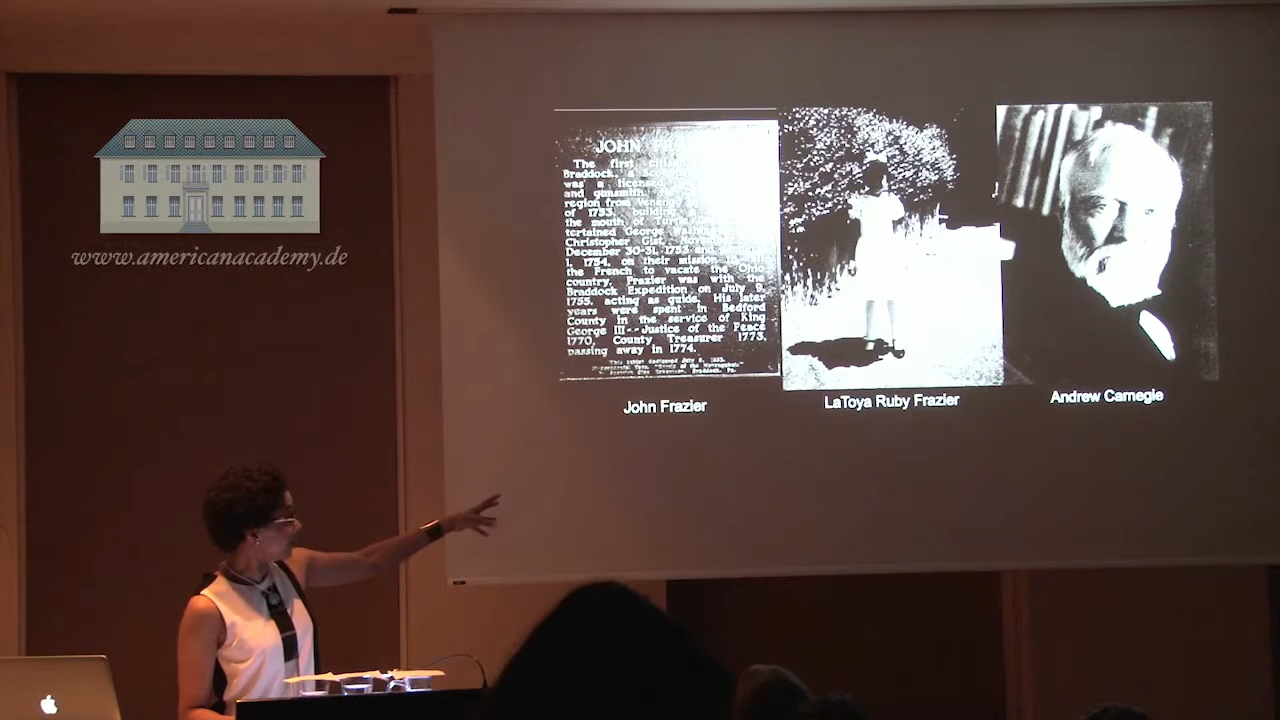 www.americanacademy.de
JOHN
The first
Braddock, a
was a
and gunsmith,
region from Venango
of 1753, building
the mouth of
tertained George
Christopher Gist, 
December 30-31, 1753 and
1, 1754, on their mission to
the French to vacate the Ohio
country. Frazier was with the
Braddock Expedition on July 9,
1755, acting as guide. His later
years were spent in Bedford
County in the service of King
George III--Justice of the Peace
1770, County Treasurer 1773,
passing away in 1774.
John Frazier
LaToya Ruby Frazier
Andrew Carnegie